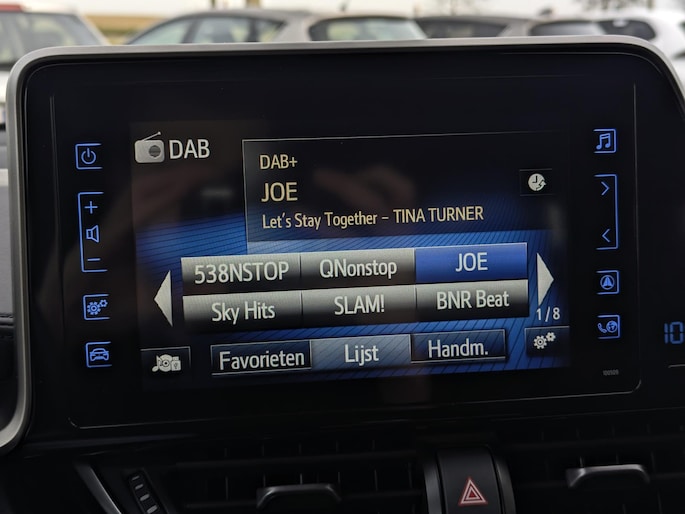 DAB
DAB+
JOE
Let's Stay Together – TINA TURNER
538NSTOP QNonstop JOE
Sky Hits SLAM! BNR Beat
1/8
Favorieten Lijst Handm.
10